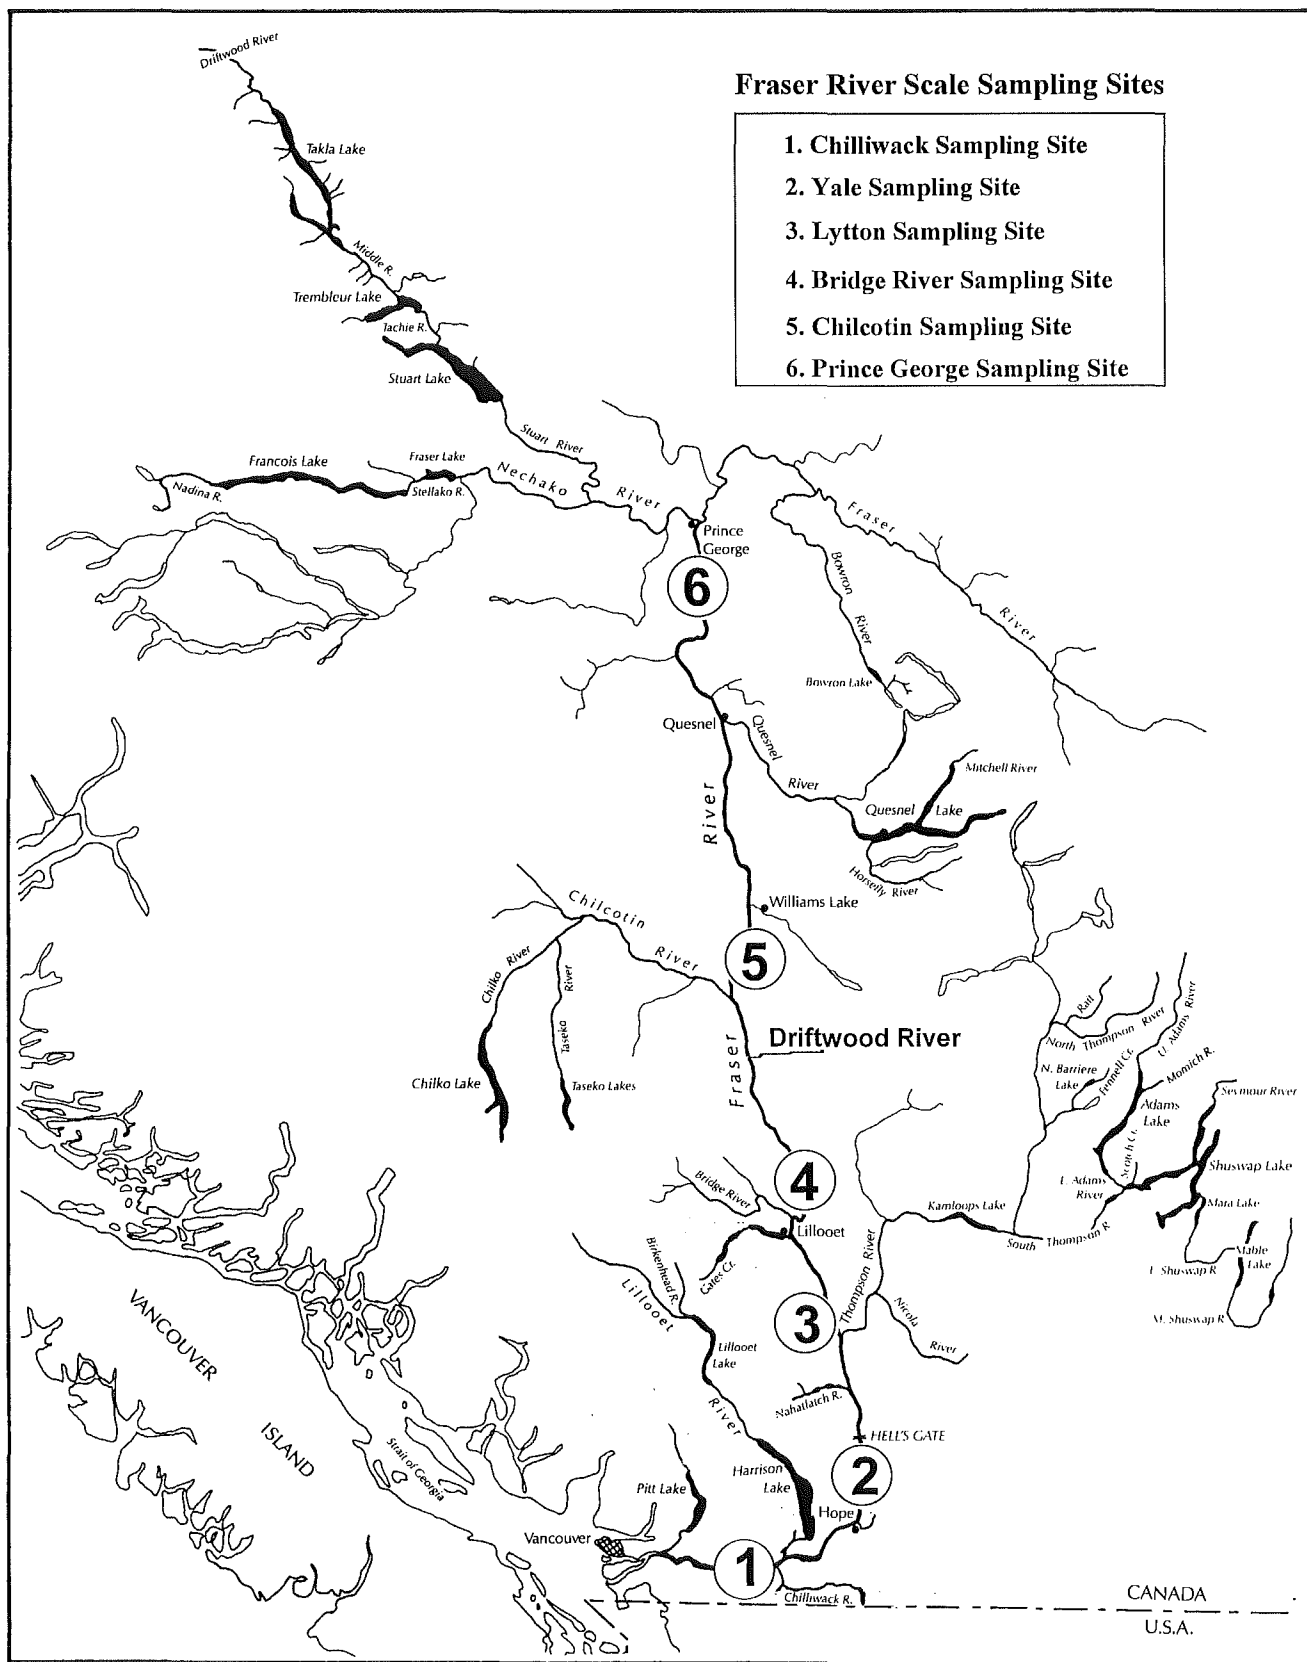 Driftwood River
Fraser River Scale Sampling Sites
1. Chilliwack Sampling Site
2. Yale Sampling Site
3. Lytton Sampling Site
4. Bridge River Sampling Site
5. Chilcotin Sampling Site
6. Prince George Sampling Site
Takla Lake
Middle R.
Trembleur Lake
Tachie R.
Stuart Lake
Stuart River
Francois Lake
Fraser Lake
Nadina R.
Stellako R.
Nechako River
Prince
George
6
Fraser River
Bowron River
Bowron Lake
Quesnel
Quesnel River
Mitchell River
Quesnel Lake
Horsefly River
River
Williams Lake
5
Chilcotin River
Chilko River
Taseko River
Chilko Lake
Taseko Lakes
Fraser
Driftwood River
Raft
North Thompson River
U. Adams River
N. Barriere
Lake
Fennell Cr.
Momich R.
Seymour River
Adams
Lake
Scotch Cr.
L. Adams
River
Shuswap Lake
Mara Lake
Kamloops Lake
South Thompson R
Mable
Lake
L. Shuswap R
M. Shuswap R
4
Bridge River
Lillooet
Gates Cr.
Birkenhead R.
Lillooet
Thompson River
3
Nicola
River
Lillooet
Lake
River
Nahatlatch R.
HELL'S GATE
2
Harrison
Lake
Hope
Pitt Lake
VANCOUVER
ISLAND
Strait of Georgia
Vancouver
1
Chilliwack R.
CANADA
U.S.A.